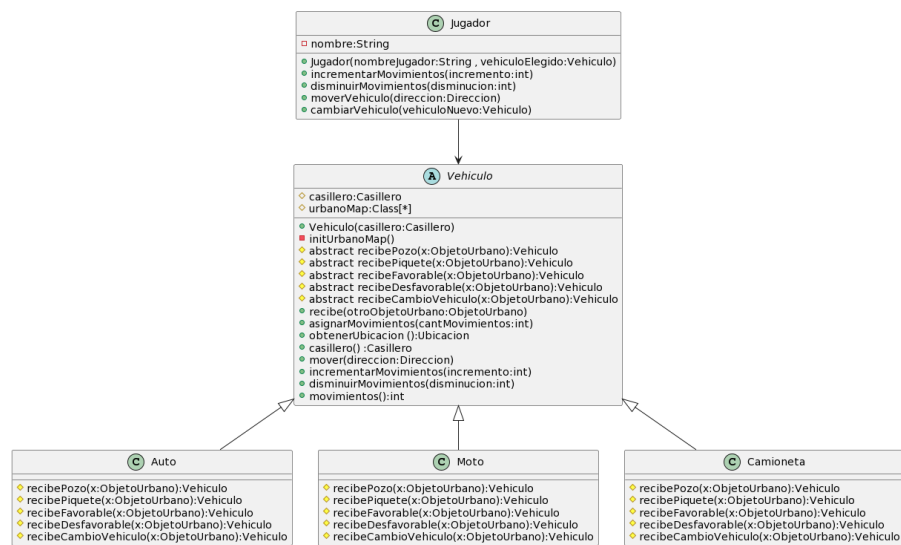 C Jugador
nombre:String
Jugador(nombreJugador:String , vehiculoElegido:Vehiculo)
incrementarMovimientos(incremento:int)
disminuirMovimientos(disminucion:int)
moverVehiculo(direccion:Direccion)
cambiarVehiculo(vehiculoNuevo:Vehiculo)
A Vehiculo
casillero:Casillero
urbanoMap:Class[*]
Vehiculo(casillero:Casillero)
initUrbanoMap()
abstract recibePozo(x:ObjetoUrbano):Vehiculo
abstract recibePiquete(x:ObjetoUrbano):Vehiculo
abstract recibeFavorable(x:ObjetoUrbano):Vehiculo
abstract recibeDesfavorable(x:ObjetoUrbano):Vehiculo
abstract recibeCambioVehiculo(x:ObjetoUrbano):Vehiculo
recibe(otroObjetoUrbano:ObjetoUrbano)
asignarMovimientos(cantMovimientos:int)
obtenerUbicacion ():Ubicacion
casillero() :Casillero
mover(direccion:Direccion)
incrementarMovimientos(incremento:int)
disminuirMovimientos(disminucion:int)
movimientos():int
C Auto
recibePozo(x:ObjetoUrbano):Vehiculo
recibePiquete(x:ObjetoUrbano):Vehiculo
recibeFavorable(x:ObjetoUrbano):Vehiculo
recibeDesfavorable(x:ObjetoUrbano):Vehiculo
recibeCambioVehiculo(x:ObjetoUrbano):Vehiculo
C Moto
recibePozo(x:ObjetoUrbano):Vehiculo
recibePiquete(x:ObjetoUrbano):Vehiculo
recibeFavorable(x:ObjetoUrbano):Vehiculo
recibeDesfavorable(x:ObjetoUrbano):Vehiculo
recibeCambioVehiculo(x:ObjetoUrbano):Vehiculo
C Camioneta
recibePozo(x:ObjetoUrbano):Vehiculo
recibePiquete(x:ObjetoUrbano):Vehiculo
recibeFavorable(x:ObjetoUrbano):Vehiculo
recibeDesfavorable(x:ObjetoUrbano):Vehiculo
recibeCambioVehiculo(x:ObjetoUrbano):Vehiculo